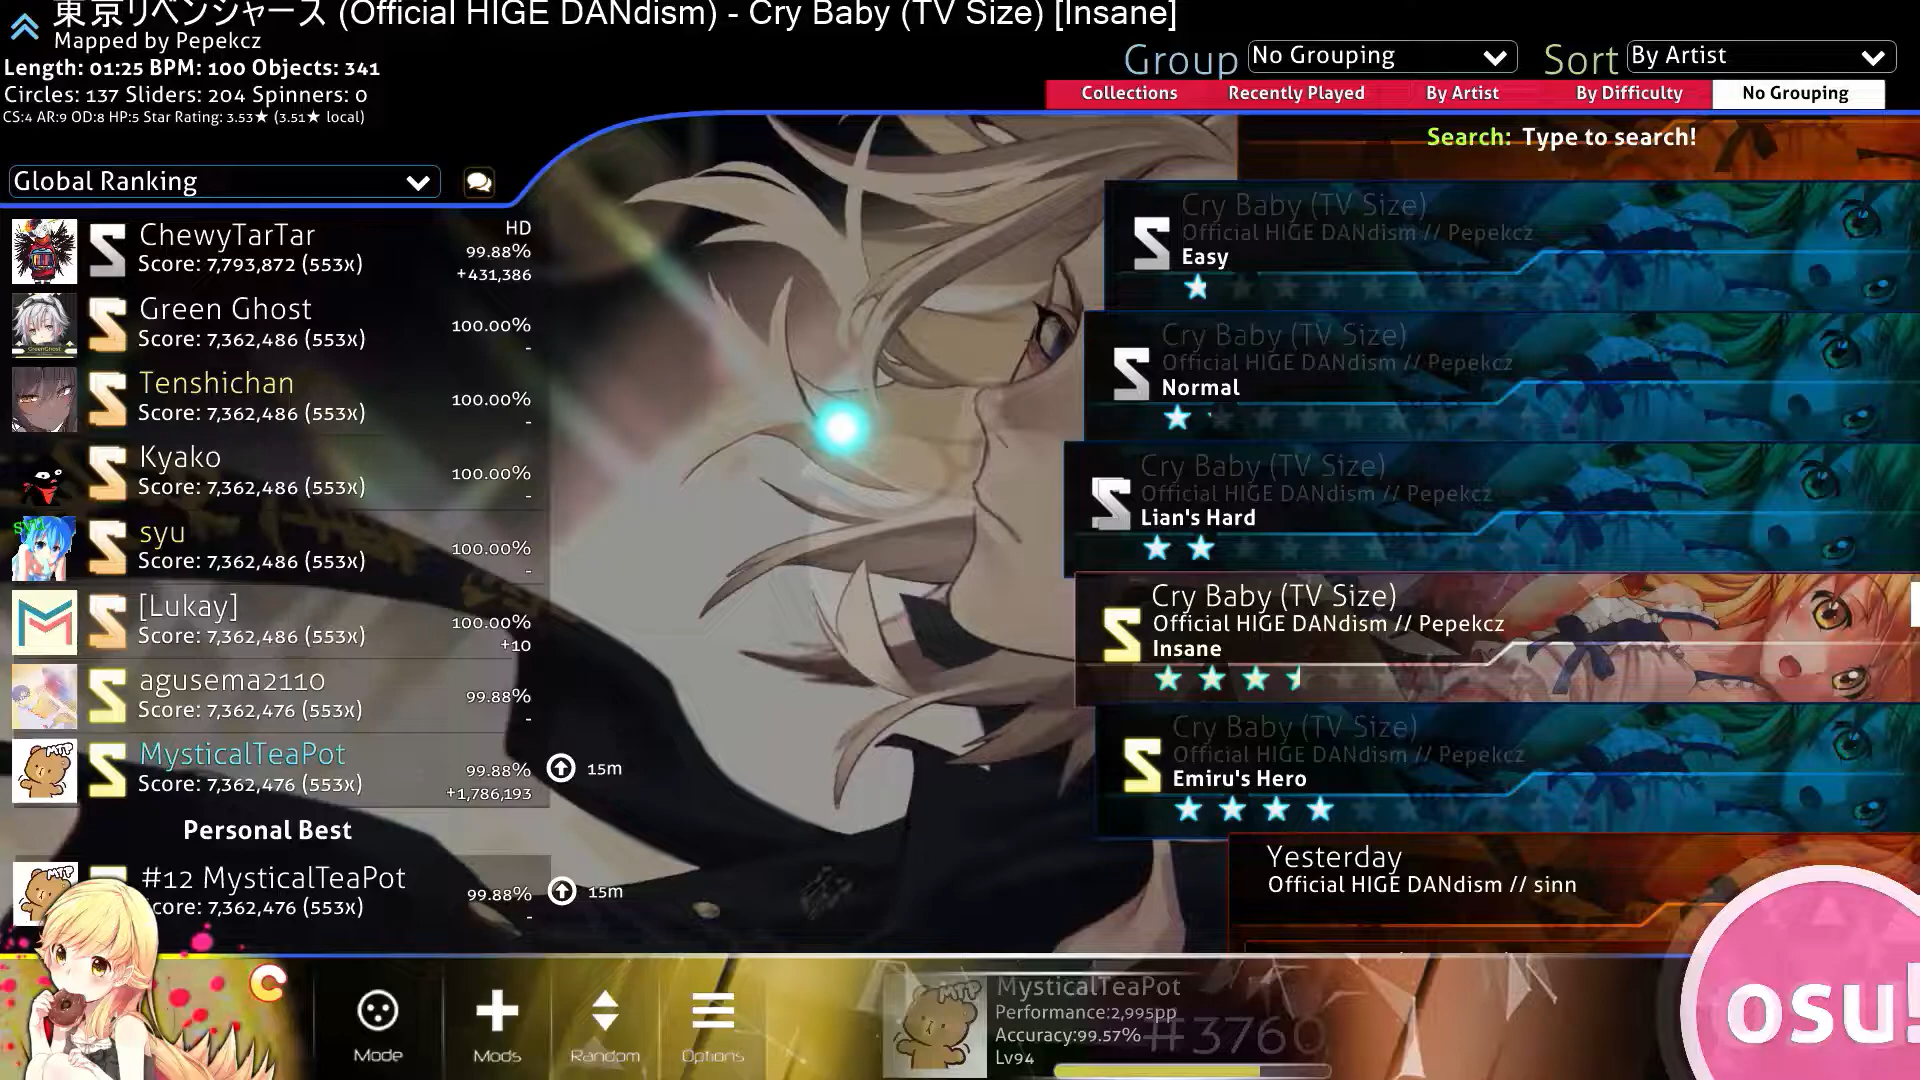 東京リベンジャーズ (Official HIGE DANdism) - Cry Baby (TV Size) [Insane]
Mapped by Pepekcz
Length: 01:25 BPM: 100 Objects: 341
Circles: 137 Sliders: 204 Spinners: 0
CS:4 AR:9 OD:8 HP:5 Star Rating: 3.53★ (3.51★ local)
Group No Grouping
Sort By Artist
Collections
Recently Played
By Artist
By Difficulty
No Grouping
Search: Type to search!
Global Ranking
ChewyTarTar
Score: 7,793,872 (553x)
HD
99.88%
+431,386
Green Ghost
Score: 7,362,486 (553x)
100.00%
-
Tenshichan
Score: 7,362,486 (553x)
100.00%
-
Kyako
Score: 7,362,486 (553x)
100.00%
-
syu
Score: 7,362,486 (553x)
100.00%
-
[Lukay]
Score: 7,362,486 (553x)
100.00%
+10
agusema2110
Score: 7,362,476 (553x)
99.88%
-
MysticalTeaPot
Score: 7,362,476 (553x)
99.88%
+1,786,193
15m
Personal Best
#12 MysticalTeaPot
core: 7,362,476 (553x)
99.88%
-
15m
Cry Baby (TV Size)
Official HIGE DANdism // Pepekcz
Easy
Cry Baby (TV Size)
Official HIGE DANdism // Pepekcz
Normal
Cry Baby (TV Size)
Official HIGE DANdism // Pepekcz
Lian's Hard
Cry Baby (TV Size)
Official HIGE DANdism // Pepekcz
Insane
Cry Baby (TV Size)
Official HIGE DANdism // Pepekcz
Emiru's Hero
Yesterday
Official HIGE DANdism // sinn
Mode
Mods
Random
Options
MTP
MysticalTeaPot
Performance:2,995pp
Accuracy:99.57%
Lv94
#3760
osu!